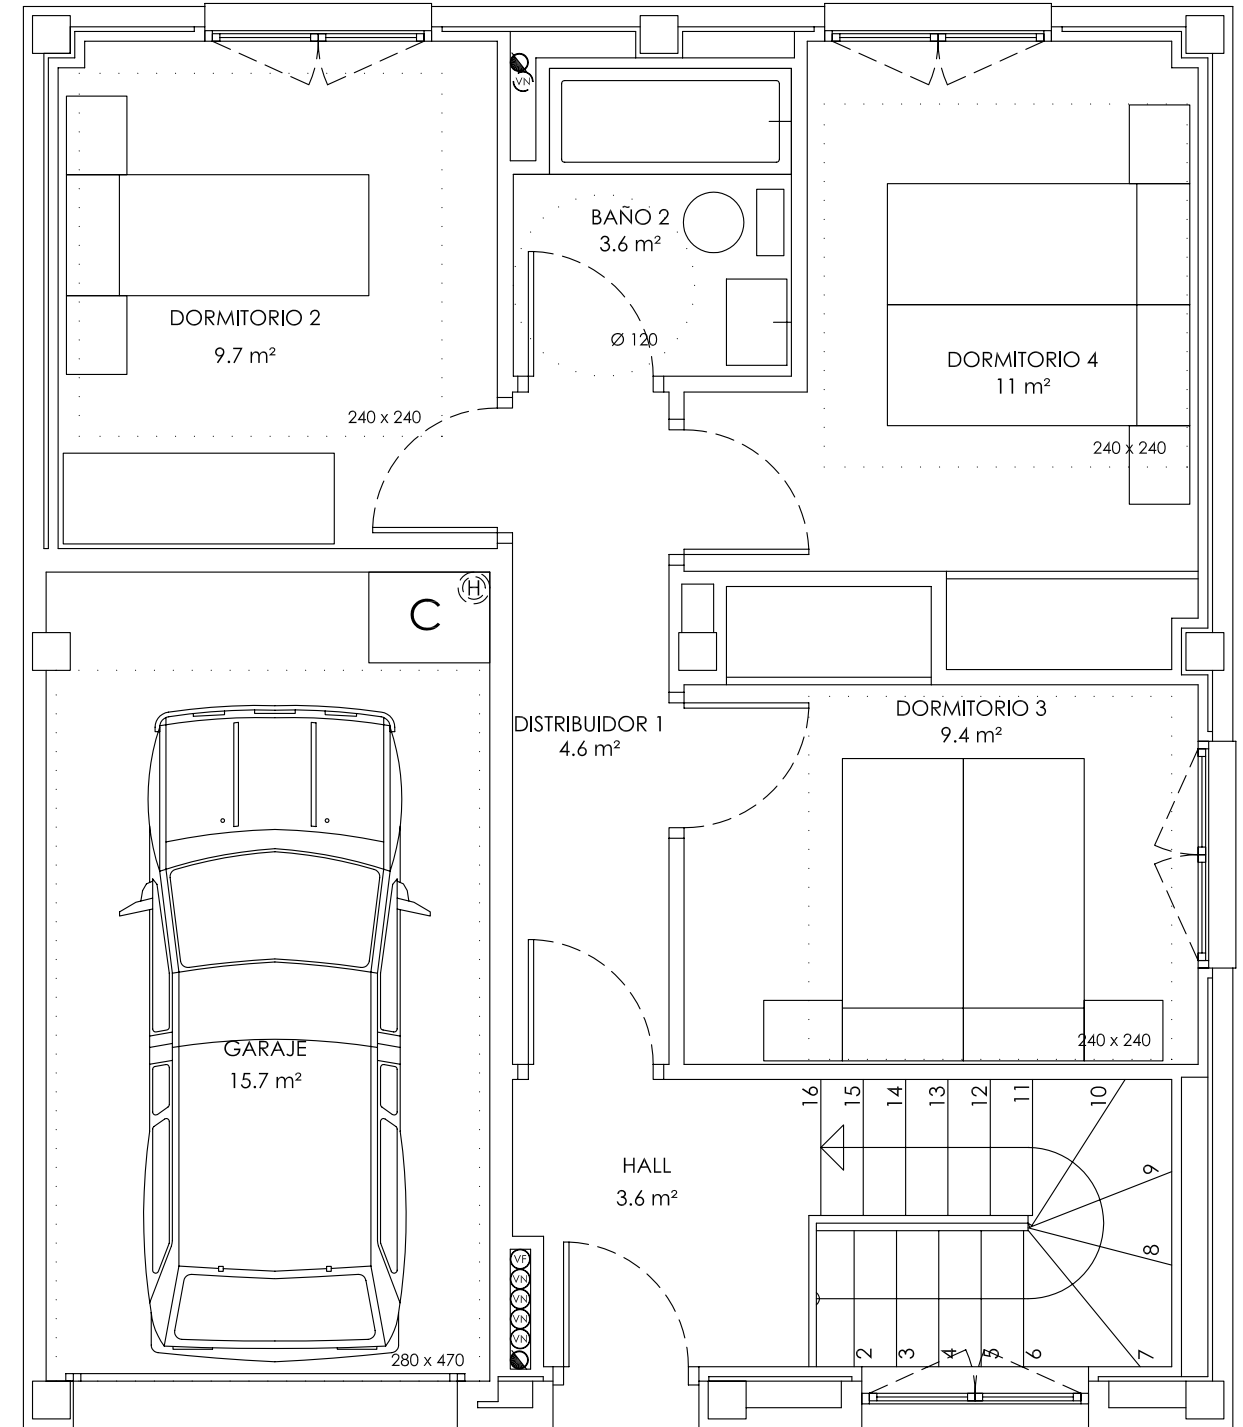 VN
BAÑO 2
3.6 m²
Ø 120
DORMITORIO 2
9.7 m²
240 x 240
DORMITORIO 4
11 m²
240 x 240
C
H
DISTRIBUIDOR 1
4.6 m²
DORMITORIO 3
9.4 m²
240 x 240
GARAJE
15.7 m²
280 x 470
HALL
3.6 m²
16
15
14
13
12
11
10
9
8
7
6
5
4
3
2
VF
VN
VN
VN
VN